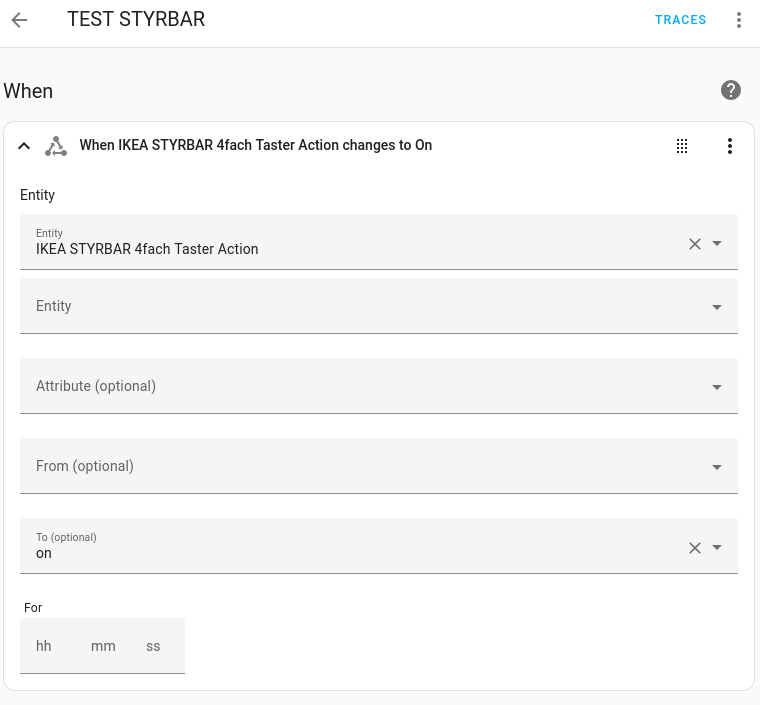 TEST STYRBAR
TRACES
When
When IKEA STYRBAR 4fach Taster Action changes to On
Entity
Entity
IKEA STYRBAR 4fach Taster Action
Entity
Attribute (optional)
From (optional)
To (optional)
on
For
hh mm ss